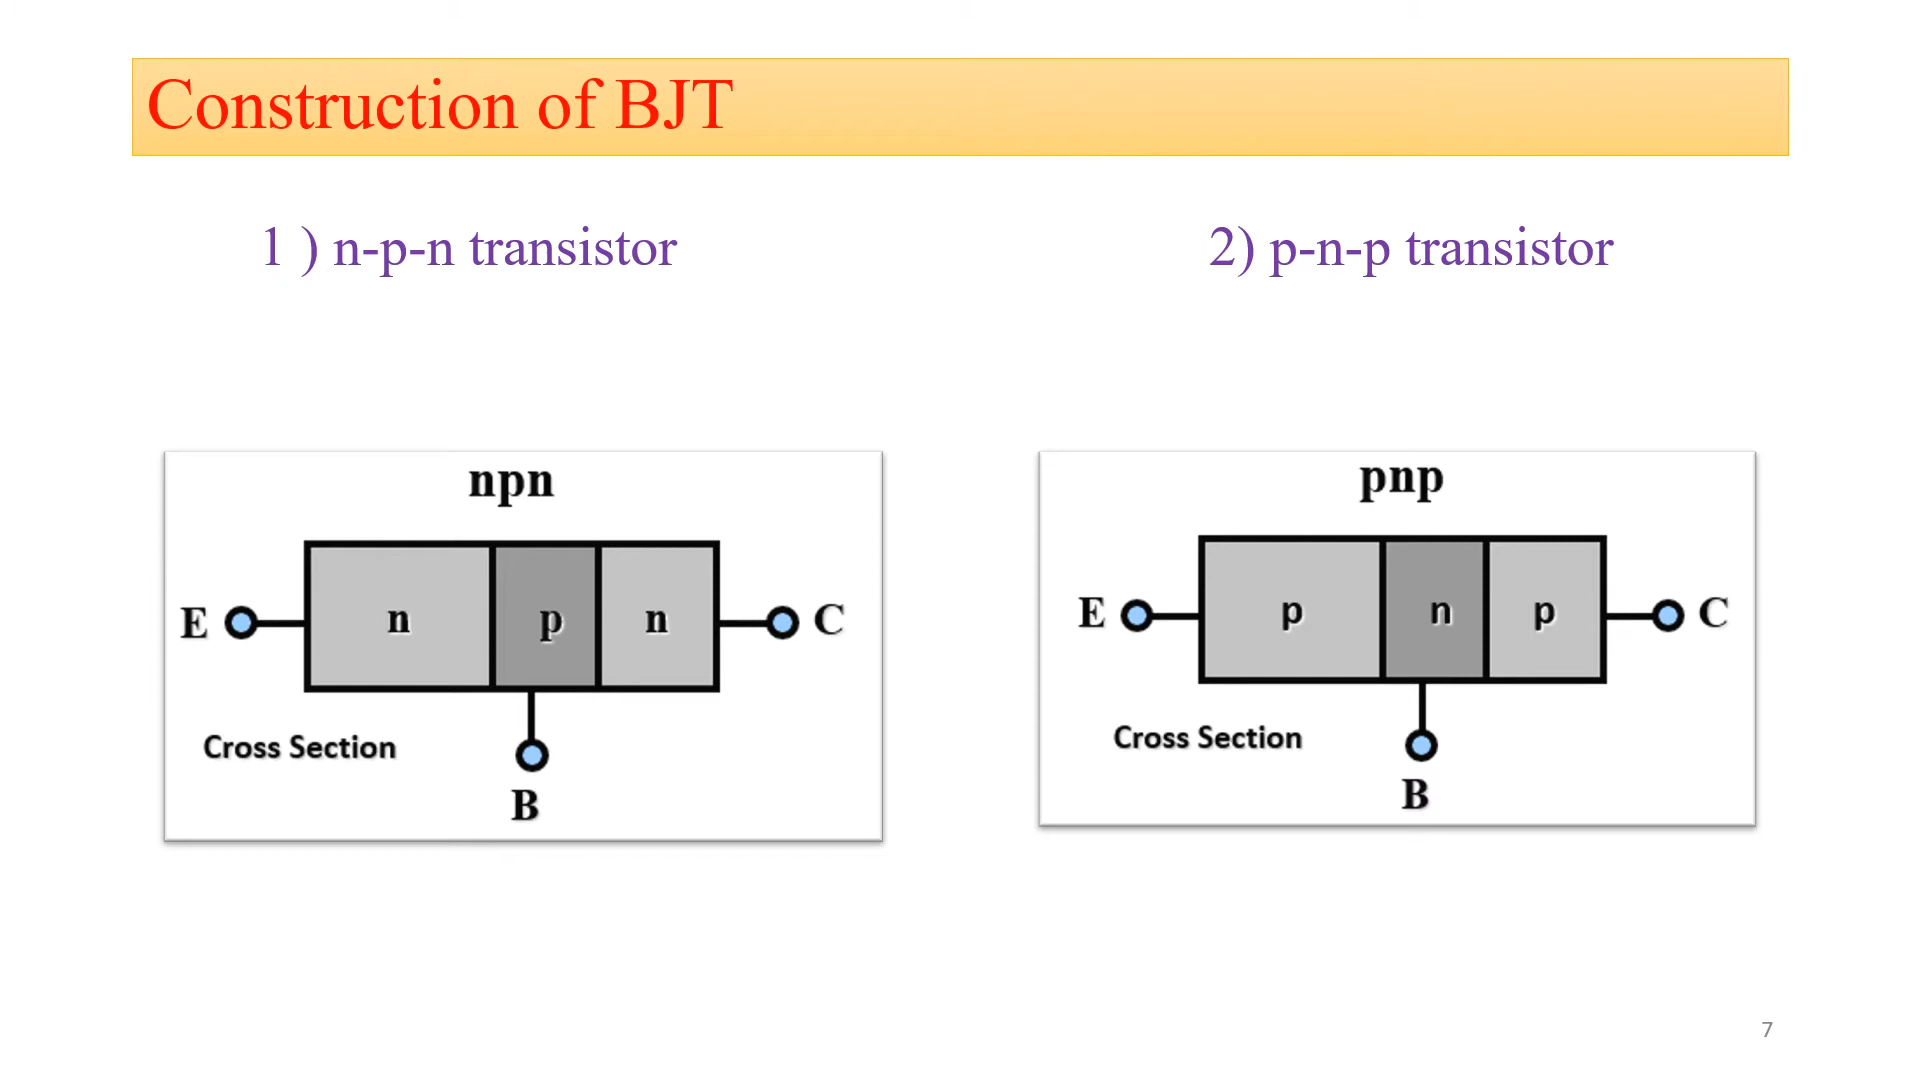 Construction of BJT
1 ) n-p-n transistor
2) p-n-p transistor
npn
E n p n C
Cross Section
B
pnp
E p n p C
Cross Section
B
7